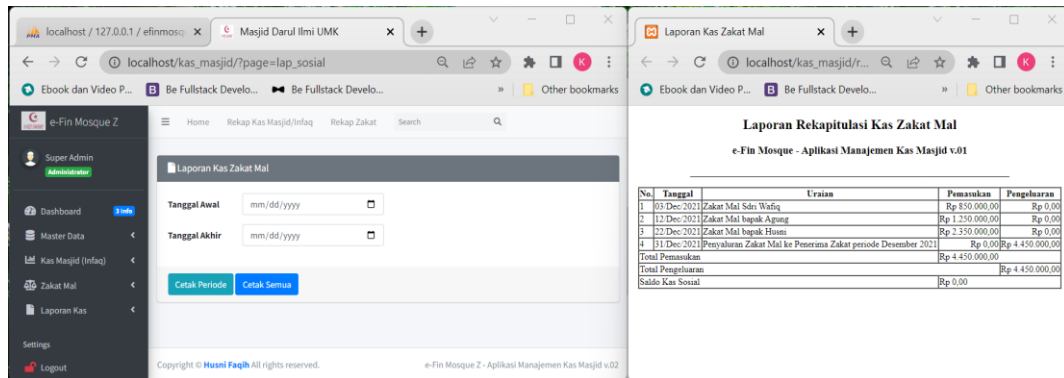 localhost / 127.0.0.1 / efinmosq
Masjid Darul Ilmi UMK
localhost/kas_masjid/?page=lap_sosial
K
Ebook dan Video P...
B Be Fullstack Develo...
Be Fullstack Develo...
»
Other bookmarks
e-Fin Mosque Z
Home
Rekap Kas Masjid/Infaq
Rekap Zakat
Search
Super Admin
Administrator
Dashboard
3 Info
Master Data
Kas Masjid (Infaq)
Zakat Mal
Laporan Kas
Settings
Logout
Laporan Kas Zakat Mal
Tanggal Awal
mm/dd/yyyy
Tanggal Akhir
mm/dd/yyyy
Cetak Periode
Cetak Semua
Copyright © Husni Faqih All rights reserved.
e-Fin Mosque Z - Aplikasi Manajemen Kas Masjid v.02
Laporan Kas Zakat Mal
localhost/kas_masjid/r...
K
Ebook dan Video P...
B Be Fullstack Develo...
»
Other bookmarks
Laporan Rekapitulasi Kas Zakat Mal
e-Fin Mosque - Aplikasi Manajemen Kas Masjid v.01
No. Tanggal Uraian Pemasukan Pengeluaran
1 03/Dec/2021 Zakat Mal Sdri Wafiq Rp 850.000,00 Rp 0,00
2 12/Dec/2021 Zakat Mal bapak Agung Rp 1.250.000,00 Rp 0,00
3 22/Dec/2021 Zakat Mal bapak Husni Rp 2.350.000,00 Rp 0,00
4 31/Dec/2021 Penyaluran Zakat Mal ke Penerima Zakat periode Desember 2021 Rp 0,00 Rp 4.450.000,00
Total Pemasukan Rp 4.450.000,00
Total Pengeluaran Rp 4.450.000,00
Saldo Kas Sosial Rp 0,00